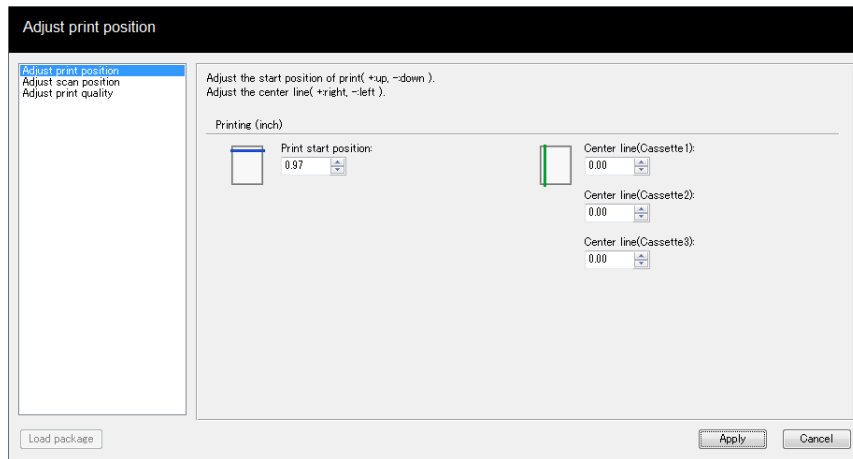 Adjust print position
Adjust print position
Adjust scan position
Adjust print quality
Adjust the start position of print( +:up, -:down ).
Adjust the center line( +:right, -:left ).
Printing (inch)
Print start position:
0.97
Center line(Cassette1):
0.00
Center line(Cassette2):
0.00
Center line(Cassette3):
0.00
Load package
Apply
Cancel